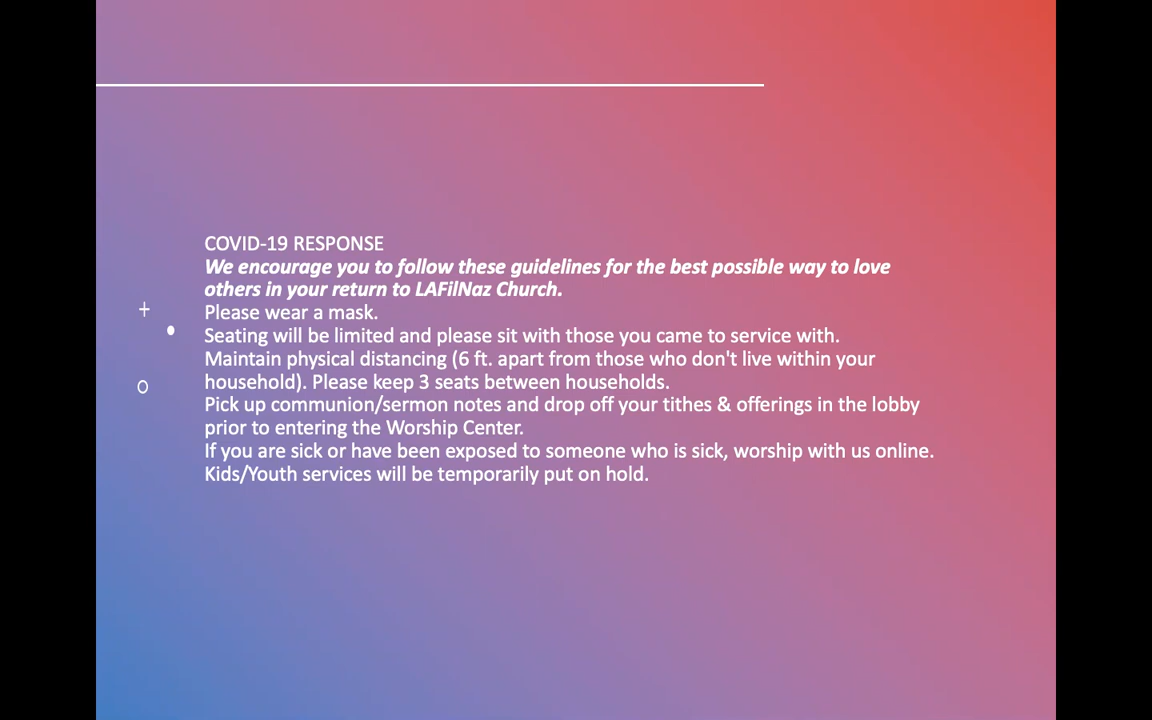 COVID-19 RESPONSE
We encourage you to follow these guidelines for the best possible way to love
others in your return to LAFilNaz Church.
Please wear a mask.
Seating will be limited and please sit with those you came to service with.
Maintain physical distancing (6 ft. apart from those who don't live within your
household). Please keep 3 seats between households.
Pick up communion/sermon notes and drop off your tithes & offerings in the lobby
prior to entering the Worship Center.
If you are sick or have been exposed to someone who is sick, worship with us online.
Kids/Youth services will be temporarily put on hold.